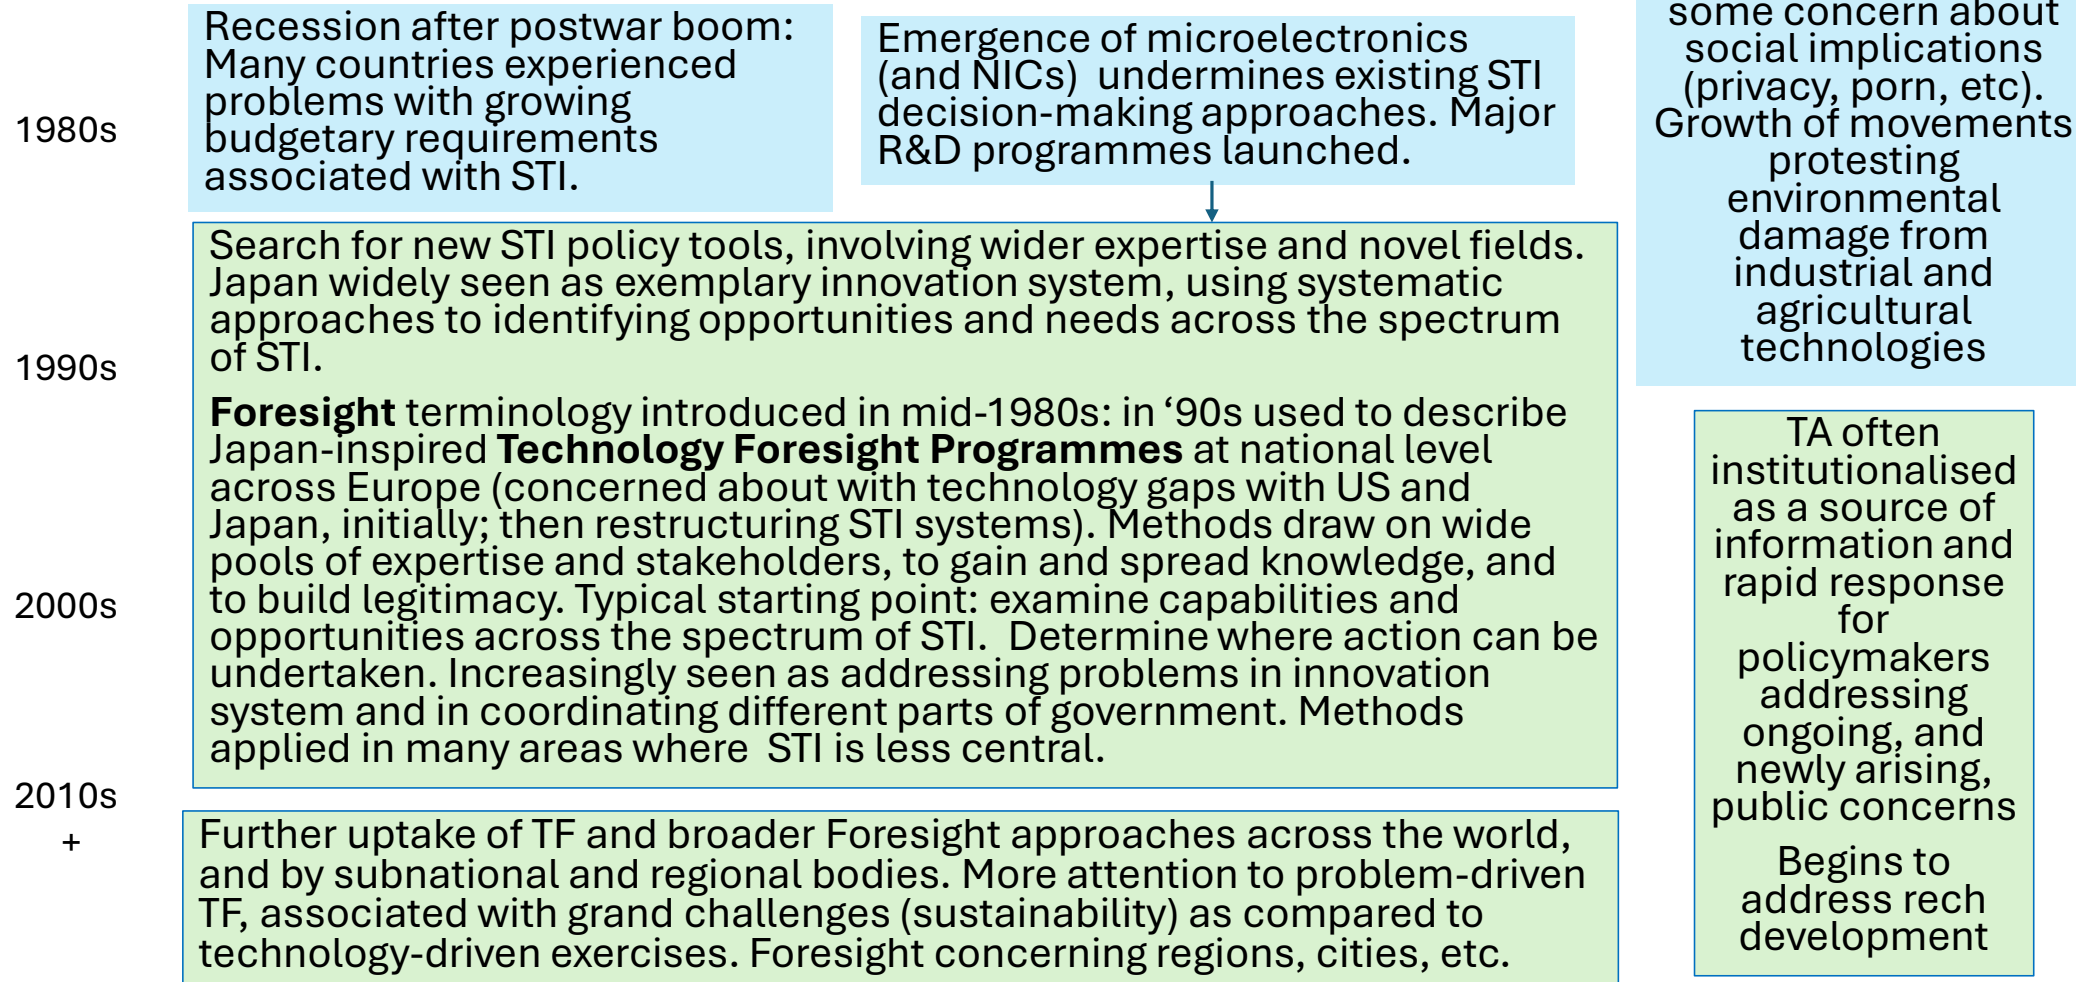 1980s
1990s
2000s
2010s
+
Recession after postwar boom:
Many countries experienced
problems with growing
budgetary requirements
associated with STI.
Emergence of microelectronics
(and NICs)  undermines existing STI
decision-making approaches. Major
R&D programmes launched.
some concern about
social implications
(privacy, porn, etc).
Growth of movements
protesting
environmental
damage from
industrial and
agricultural
technologies
Search for new STI policy tools, involving wider expertise and novel fields.
Japan widely seen as exemplary innovation system, using systematic
approaches to identifying opportunities and needs across the spectrum
of STI.
Foresight terminology introduced in mid-1980s: in ‘90s used to describe
Japan-inspired Technology Foresight Programmes at national level
across Europe (concerned about with technology gaps with US and
Japan, initially; then restructuring STI systems). Methods draw on wide
pools of expertise and stakeholders, to gain and spread knowledge, and
to build legitimacy. Typical starting point: examine capabilities and
opportunities across the spectrum of STI.  Determine where action can be
undertaken. Increasingly seen as addressing problems in innovation
system and in coordinating different parts of government. Methods
applied in many areas where  STI is less central.
TA often
institutionalised
as a source of
information and
rapid response
for
policymakers
addressing
ongoing, and
newly arising,
public concerns
Begins to
address rech
development
Further uptake of TF and broader Foresight approaches across the world,
and by subnational and regional bodies. More attention to problem-driven
TF, associated with grand challenges (sustainability) as compared to
technology-driven exercises. Foresight concerning regions, cities, etc.